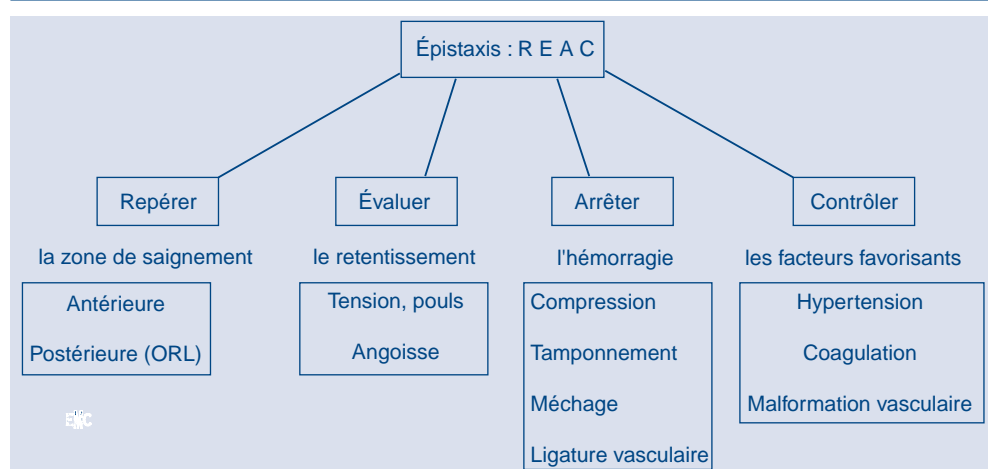 Épistaxis : R E A C
Repérer
Évaluer
Arrêter
Contrôler
la zone de saignement
le retentissement
l'hémorragie
les facteurs favorisants
Antérieure
Postérieure (ORL)
Tension, pouls
Angoisse
Compression
Tamponnement
Méchage
Ligature vasculaire
Hypertension
Coagulation
Malformation vasculaire